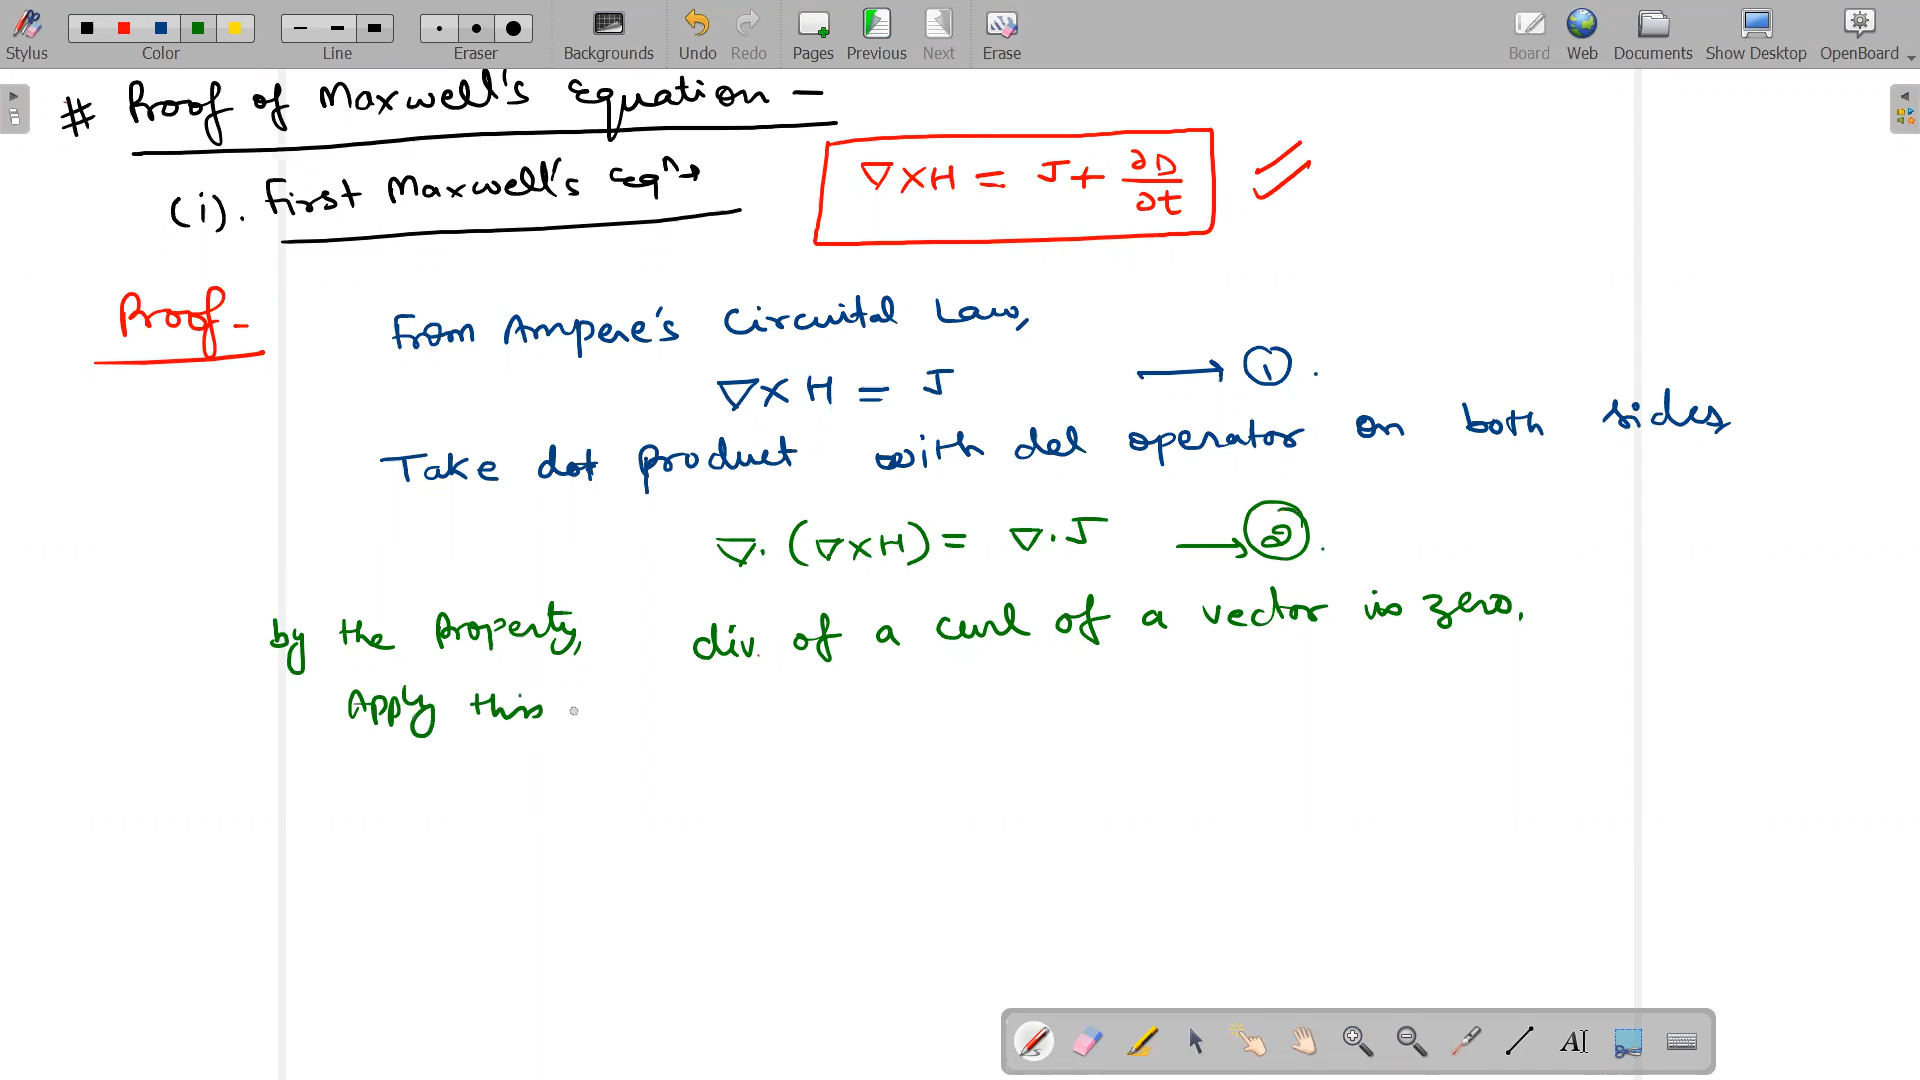 Stylus Color Line Eraser Backgrounds Undo Redo Pages Previous Next Erase Board Web Documents Show Desktop OpenBoard
# Proof of Maxwell's Equation -
(i). First Maxwell's eqⁿ→ ∇XH = J + ∂D/∂t
Proof - From Ampere's Circuital Law,
∇X H = J → ①.
Take dot product with del operator on both sides
∇. (∇XH) = ∇.J → ②.
by the Property, div. of a curl of a vector is zero.
Apply this